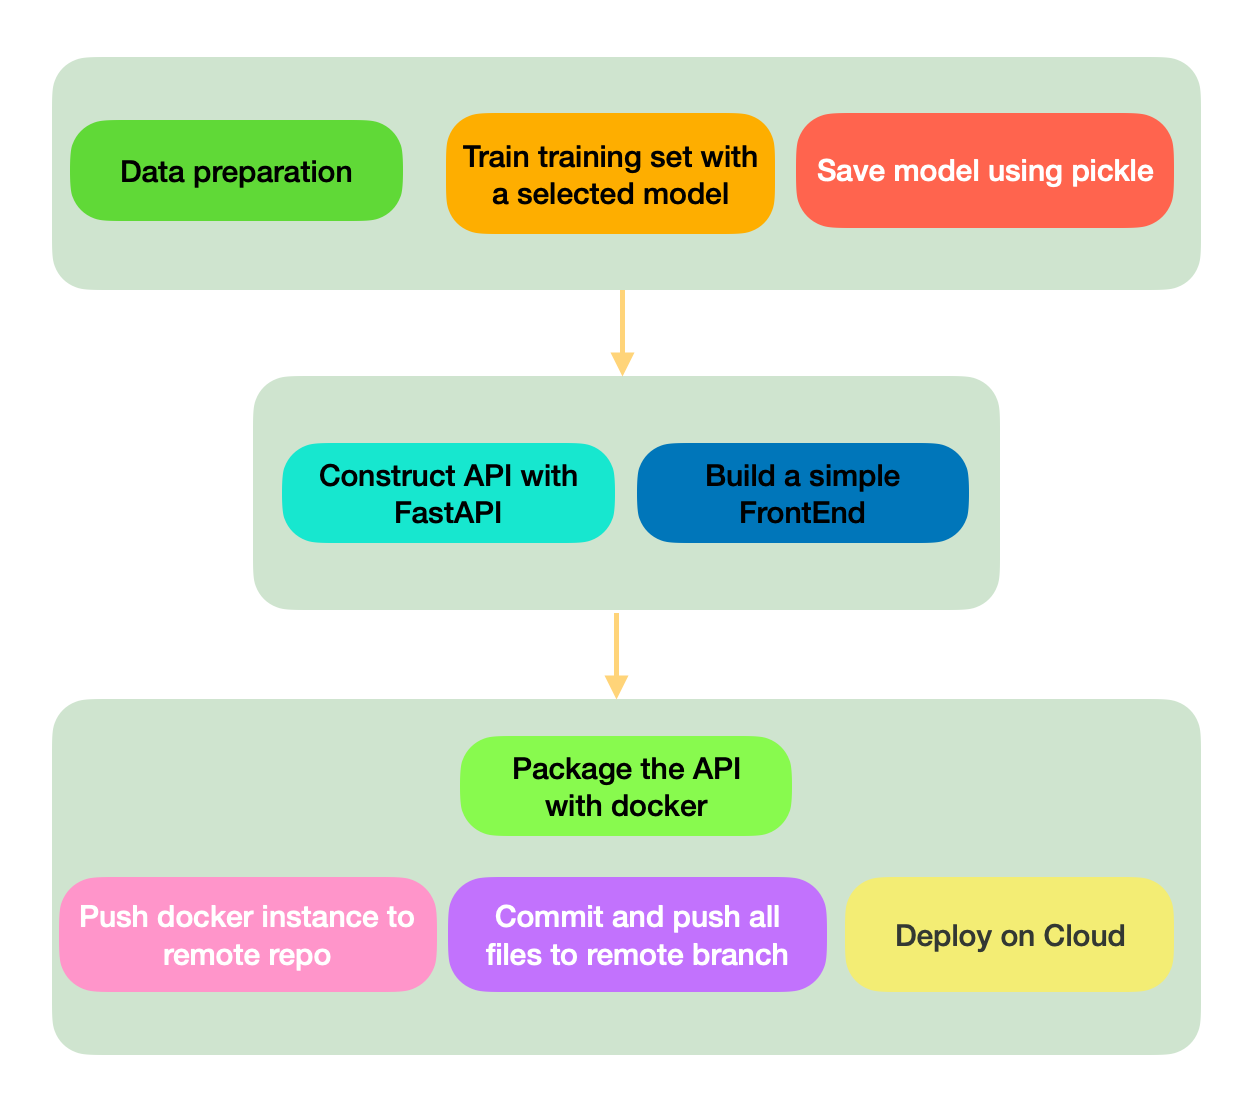 Data preparation
Train training set with
a selected model
Save model using pickle
Construct API with
FastAPI
Build a simple
FrontEnd
Package the API
with docker
Push docker instance to
remote repo
Commit and push all
files to remote branch
Deploy on Cloud